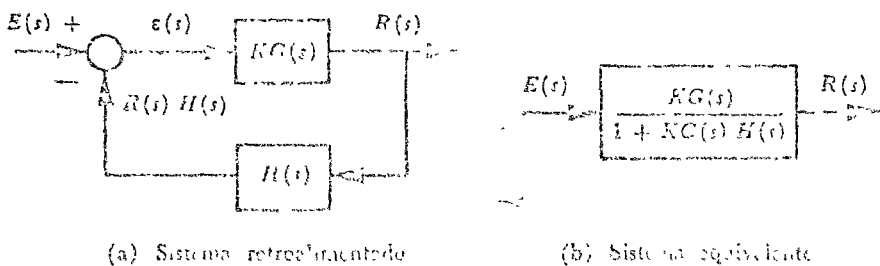 E(s) +
ε(s)
KG(s)
R(s)
−
R(s) H(s)
H(s)
(a) Sistema retroalimentado
E(s)
KG(s)
1 + KG(s) H(s)
R(s)
(b) Sistema equivalente